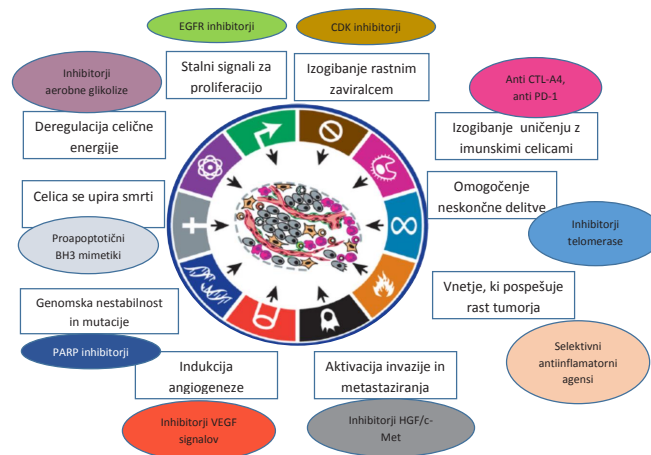 EGFR inhibitorji
CDK inhibitorji
Stalni signali za
proliferacijo
Izogibanje rastnim
zaviralcem
Inhibitorji
aerobne glikolize
Anti CTL-A4,
anti PD-1
Deregulacija celične
energije
Izogibanje uničenju z
imunskimi celicami
Celica se upira smrti
Omogočenje
neskončne delitve
Proapoptotični
BH3 mimetiki
Inhibitorji
telomerase
Genomska nestabilnost
in mutacije
Vnetje, ki pospešuje
rast tumorja
PARP inhibitorji
Selektivni
antiinflamatorni
agensi
Indukcija
angiogeneze
Aktivacija invazije in
metastaziranja
Inhibitorji VEGF
signalov
Inhibitorji HGF/c-
Met